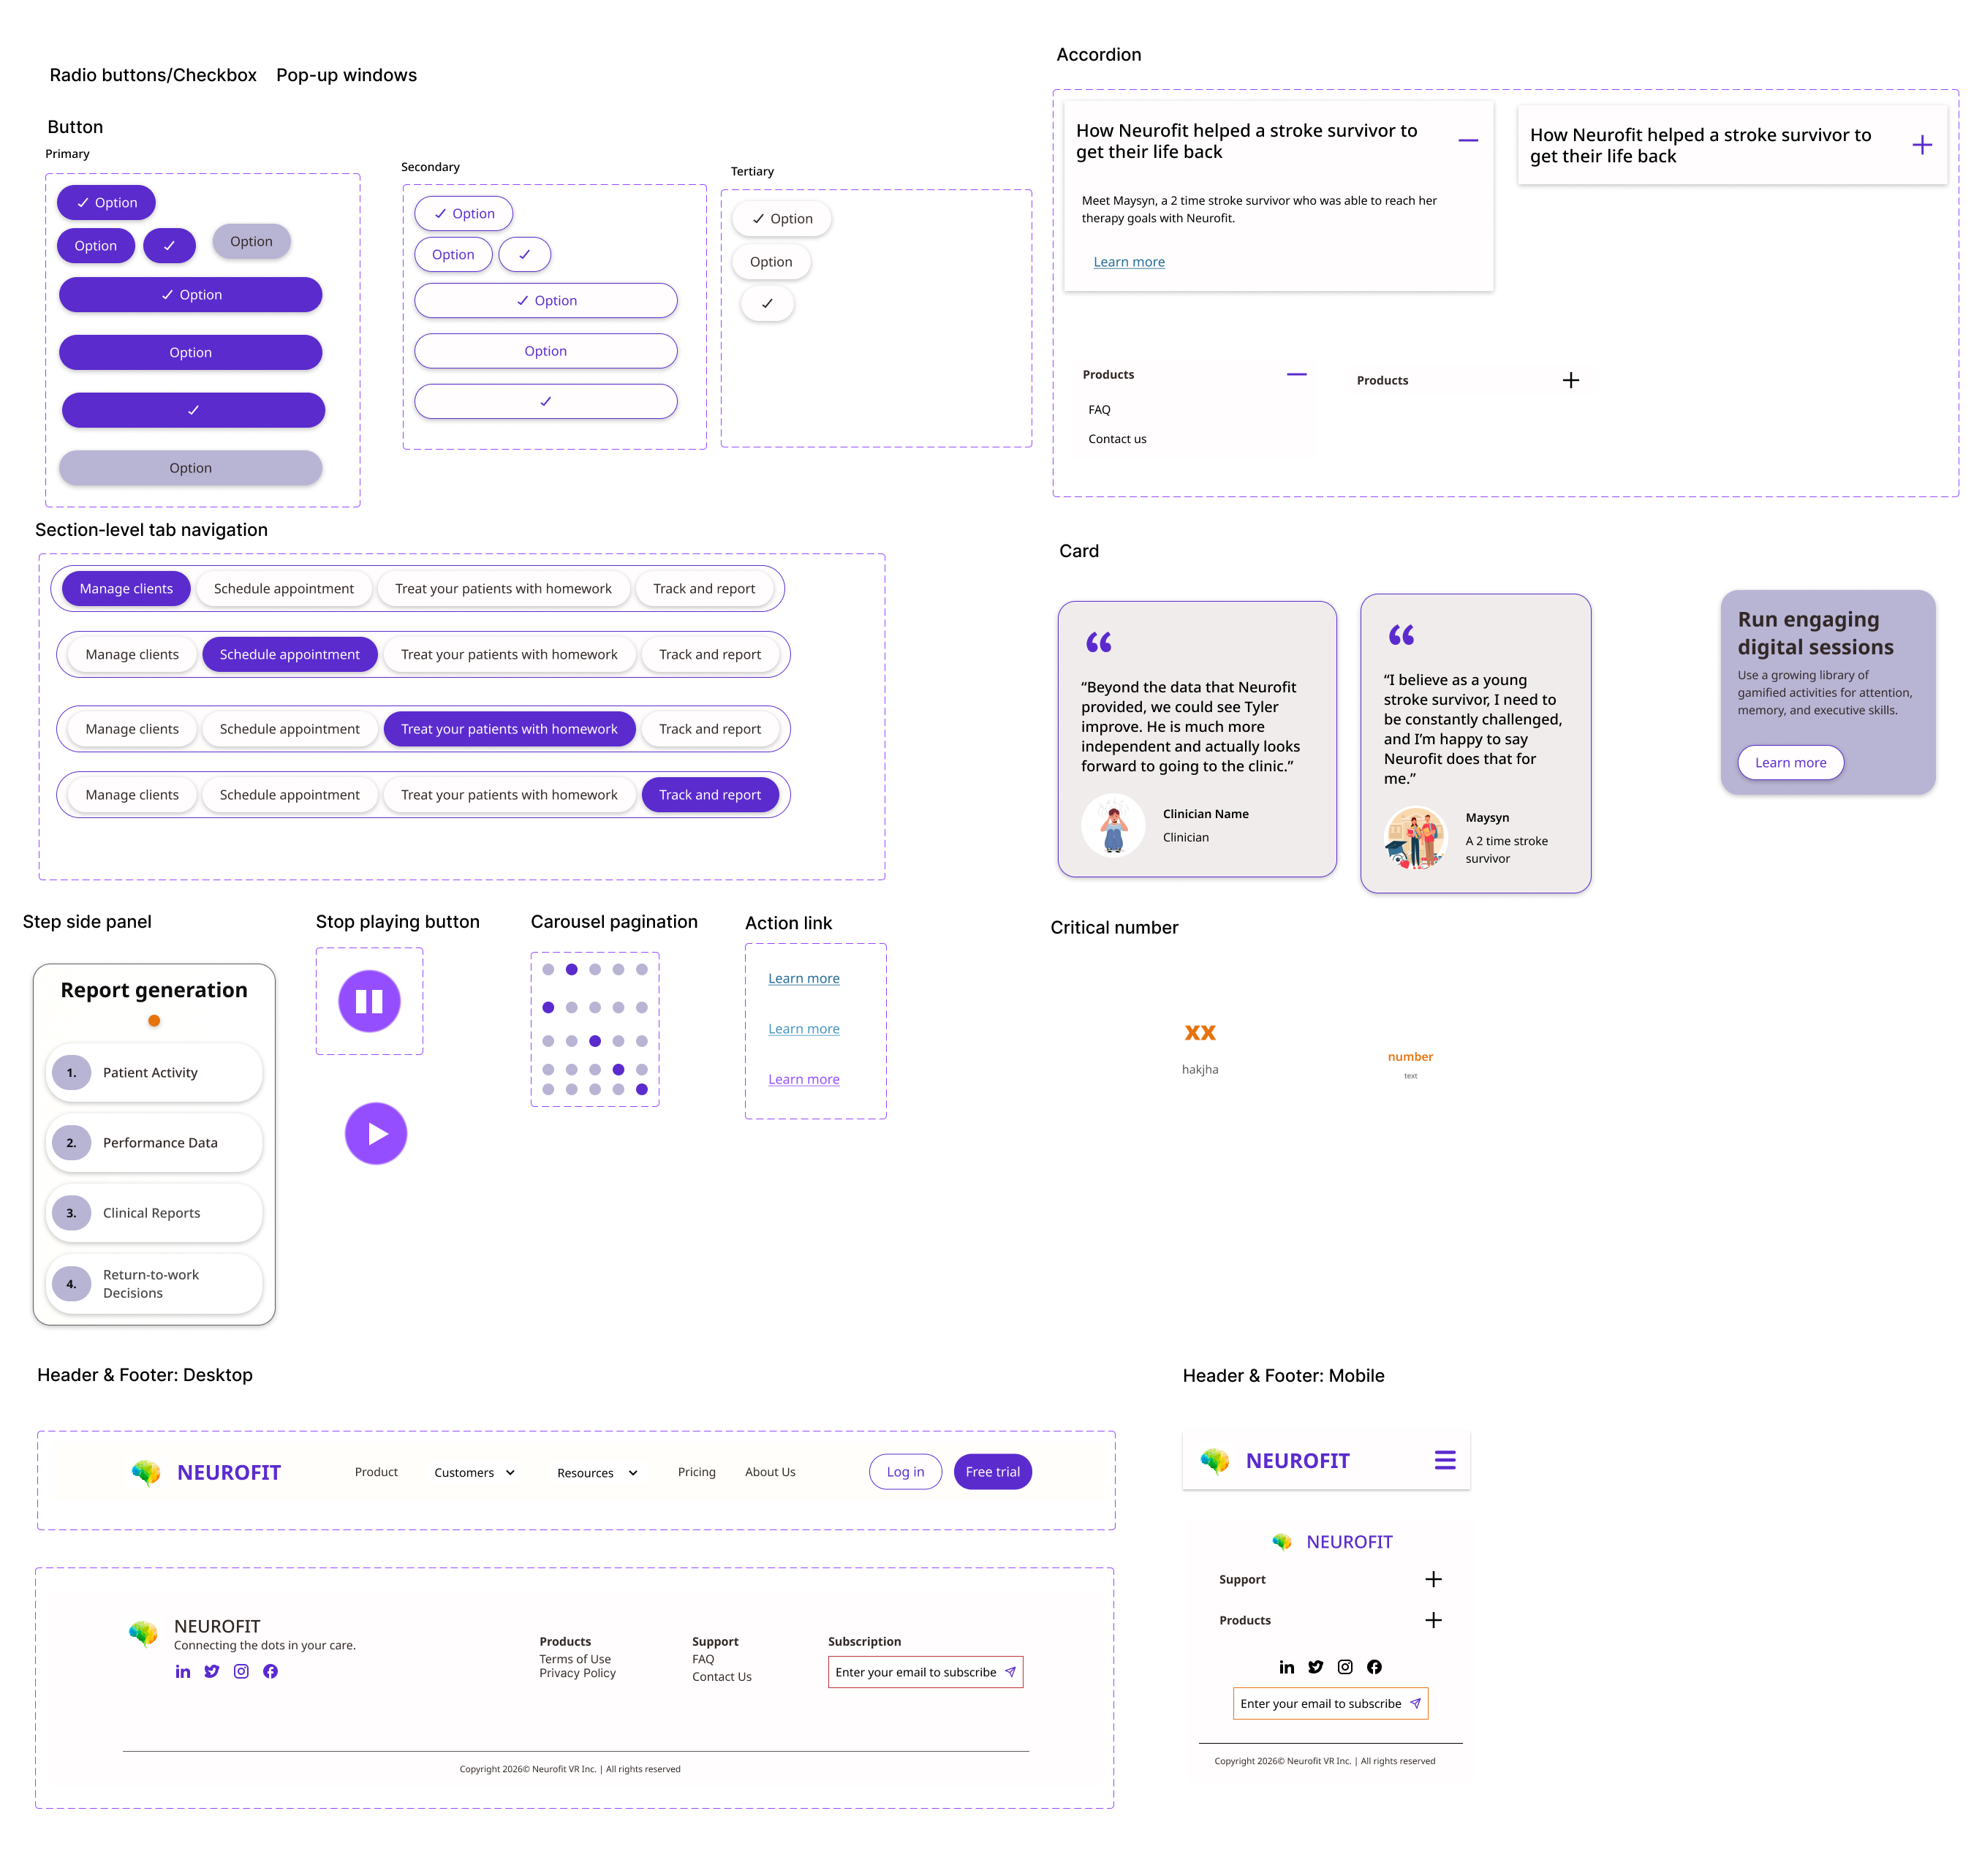 Radio buttons/Checkbox
Pop-up windows
Button
Primary
Option
Option
Option
Option
Option
Option
Secondary
Option
Option
Option
Option
Tertiary
Option
Option
Accordion
How Neurofit helped a stroke survivor to
get their life back
Meet Maysyn, a 2 time stroke survivor who was able to reach her
therapy goals with Neurofit.
Learn more
How Neurofit helped a stroke survivor to
get their life back
Products
FAQ
Contact us
Products
Section-level tab navigation
Manage clients Schedule appointment Treat your patients with homework Track and report
Manage clients Schedule appointment Treat your patients with homework Track and report
Manage clients Schedule appointment Treat your patients with homework Track and report
Manage clients Schedule appointment Treat your patients with homework Track and report
Card
“Beyond the data that Neurofit
provided, we could see Tyler
improve. He is much more
independent and actually looks
forward to going to the clinic.”
Clinician Name
Clinician
“I believe as a young
stroke survivor, I need to
be constantly challenged,
and I’m happy to say
Neurofit does that for
me.”
Maysyn
A 2 time stroke
survivor
Run engaging
digital sessions
Use a growing library of
gamified activities for attention,
memory, and executive skills.
Learn more
Step side panel
Report generation
1. Patient Activity
2. Performance Data
3. Clinical Reports
4. Return-to-work
Decisions
Stop playing button
Carousel pagination
Action link
Learn more
Learn more
Learn more
Critical number
xx
hakjha
number
text
Header & Footer: Desktop
NEUROFIT Product Customers Resources Pricing About Us Log in Free trial
NEUROFIT
Connecting the dots in your care.
Products
Terms of Use
Privacy Policy
Support
FAQ
Contact Us
Subscription
Enter your email to subscribe
Copyright 2026© Neurofit VR Inc. | All rights reserved
Header & Footer: Mobile
NEUROFIT
NEUROFIT
Support
Products
Enter your email to subscribe
Copyright 2026© Neurofit VR Inc. | All rights reserved